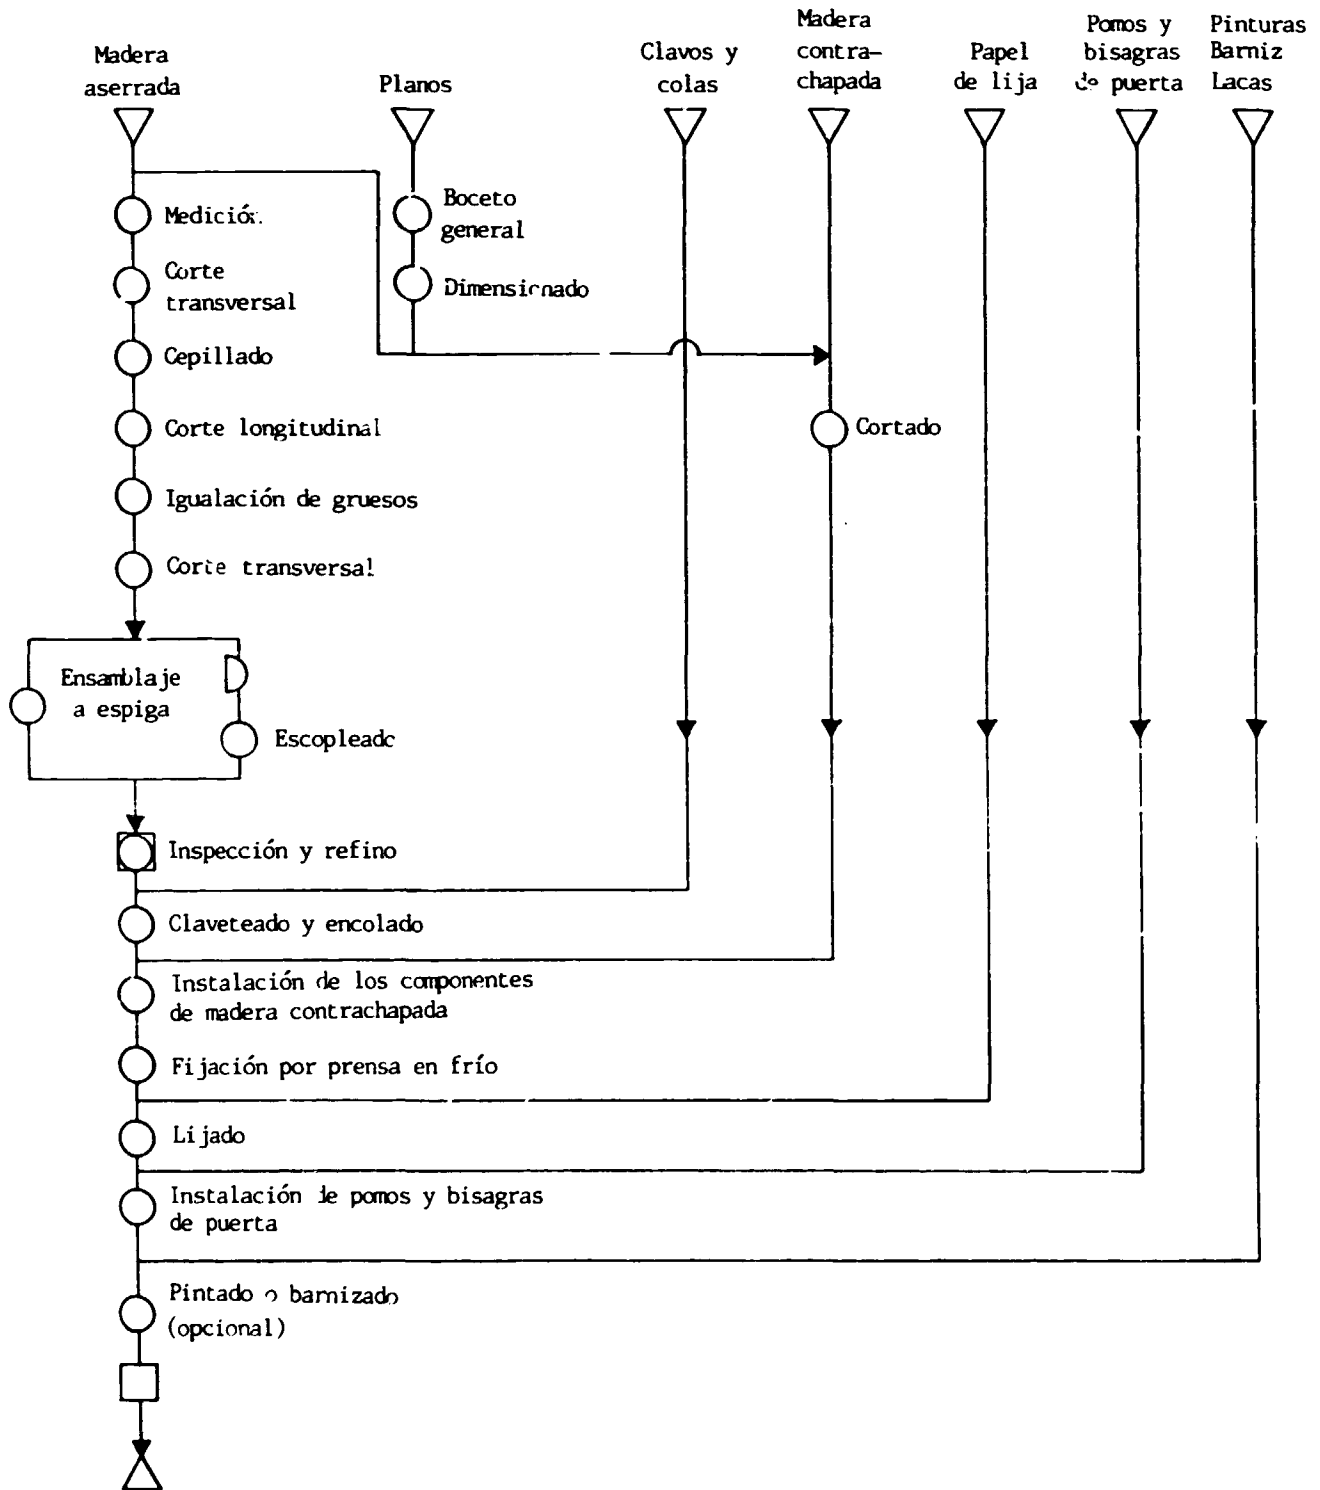 Madera
aserrada
Planos
Clavos y
colas
Madera
contra-
chapada
Papel
de lija
Pomos y
bisagras
de puerta
Pinturas
Barniz
Lacas
Medición
Boceto
general
Corte
transversal
Dimensionado
Cepillado
Corte longitudinal
Cortado
Igualación de gruesos
Corte transversal
Ensamblaje
a espiga
Escopleado
Inspección y refino
Claveteado y encolado
Instalación de los componentes
de madera contrachapada
Fijación por prensa en frío
Lijado
Instalación de pomos y bisagras
de puerta
Pintado o barnizado
(opcional)